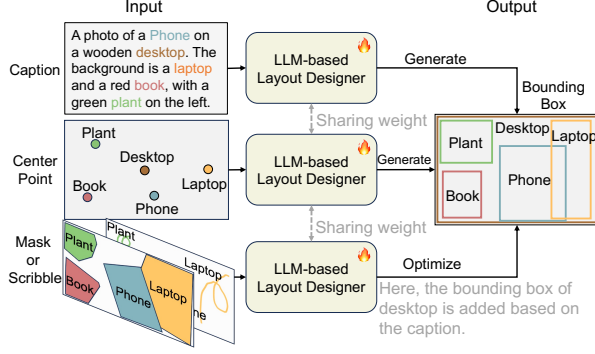 Input
Output
Caption
A photo of a Phone on
a wooden desktop. The
background is a laptop
and a red book, with a
green plant on the left.
LLM-based
Layout Designer
Generate
Bounding
Box
Sharing weight
Center
Point
Plant
Desktop
Laptop
Book
Phone
LLM-based
Layout Designer
Generate
Plant
Desktop
Laptop
Phone
Book
Sharing weight
Mask
or
Scribble
Plant
Book
Phone
Laptop
Plant
Laptop
ne
LLM-based
Layout Designer
Optimize
Here, the bounding box of
desktop is added based on
the caption.